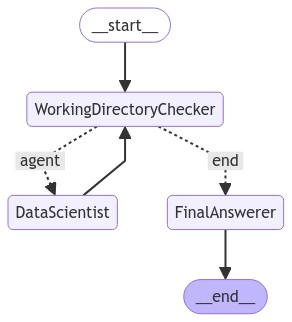 __start__
WorkingDirectoryChecker
agent
end
DataScientist
FinalAnswerer
__end__